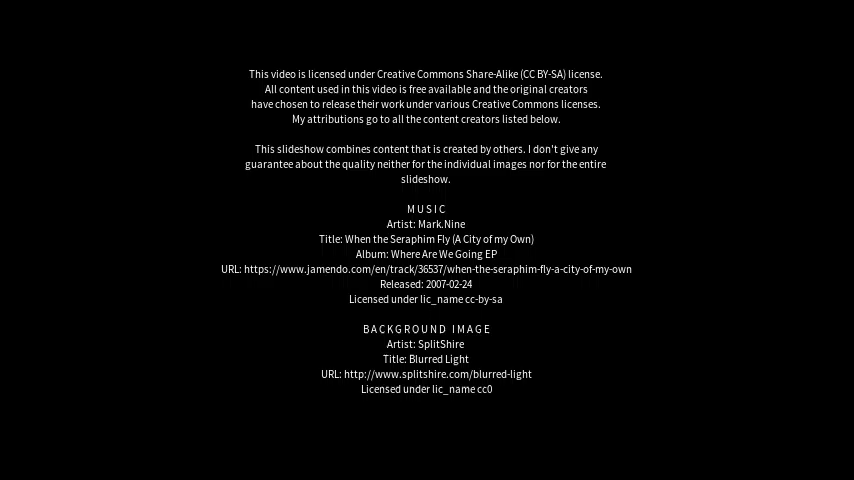 This video is licensed under Creative Commons Share-Alike (CC BY-SA) license.
All content used in this video is free available and the original creators
have chosen to release their work under various Creative Commons licenses.
My attributions go to all the content creators listed below.
This slideshow combines content that is created by others. I don't give any
guarantee about the quality neither for the individual images nor for the entire
slideshow.
M U S I C
Artist: Mark.Nine
Title: When the Seraphim Fly (A City of my Own)
Album: Where Are We Going EP
URL: https://www.jamendo.com/en/track/36537/when-the-seraphim-fly-a-city-of-my-own
Released: 2007-02-24
Licensed under lic_name cc-by-sa
B A C K G R O U N D   I M A G E
Artist: SplitShire
Title: Blurred Light
URL: http://www.splitshire.com/blurred-light
Licensed under lic_name cc0